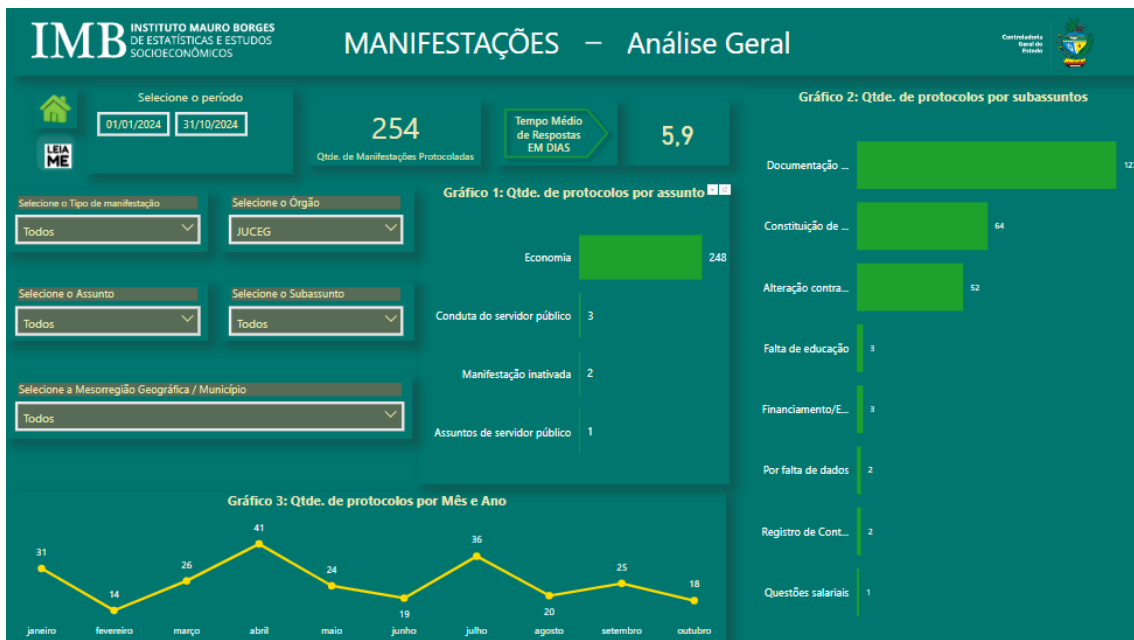 IMB
INSTITUTO MAURO BORGES
DE ESTATÍSTICAS E ESTUDOS
SOCIOECONÔMICOS
MANIFESTAÇÕES – Análise Geral
Controladoria
Geral do
Estado
Selecione o período
01/01/2024 31/10/2024
LEIA
ME
254
Qtde. de Manifestações Protocoladas
Tempo Médio
de Respostas
EM DIAS
5,9
Selecione o Tipo de manifestação
Todos
Selecione o Órgão
JUCEG
Selecione o Assunto
Todos
Selecione o Subassunto
Todos
Selecione a Mesorregião Geográfica / Município
Todos
Gráfico 1: Qtde. de protocolos por assunto
Economia 248
Conduta do servidor público 3
Manifestação inativada 2
Assuntos de servidor público 1
Gráfico 2: Qtde. de protocolos por subassuntos
Documentação ...
Constituição de ... 64
Alteração contra... 52
Falta de educação 3
Financiamento/E... 3
Por falta de dados 2
Registro de Cont... 2
Questões salariais 1
Gráfico 3: Qtde. de protocolos por Mês e Ano
31 14 26 41 24 19 36 20 25 18
janeiro fevereiro março abril maio junho julho agosto setembro outubro